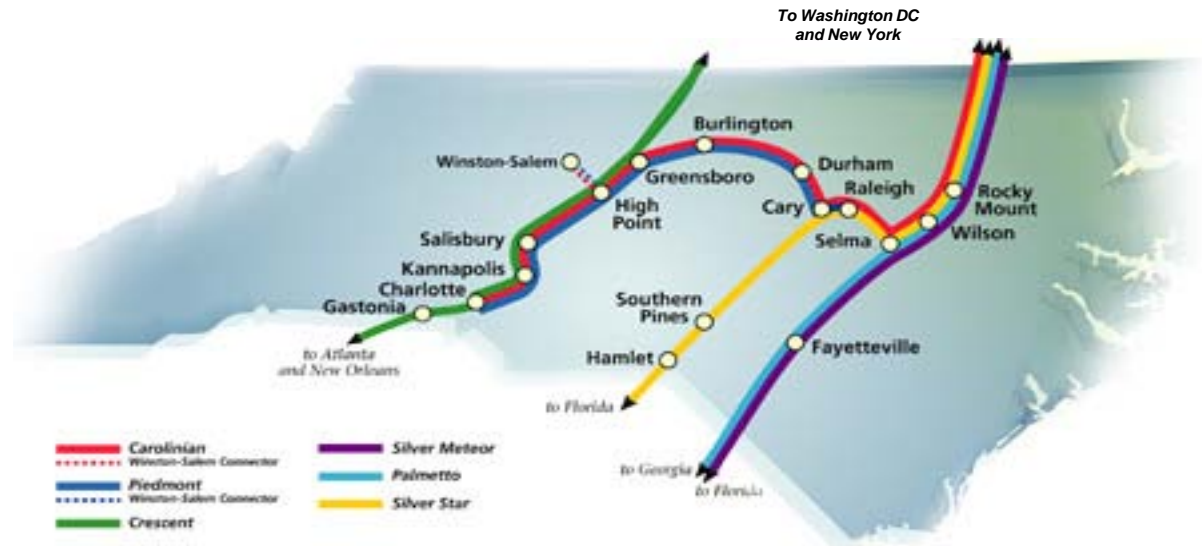 To Washington DC
and New York
Burlington
Winston-Salem
Durham
Greensboro
Raleigh
High
Point
Cary
Rocky
Mount
Salisbury
Selma
Wilson
Kannapolis
Charlotte
Gastonia
Southern
Pines
Hamlet
Fayetteville
to Atlanta
and New Orleans
to Florida
to Georgia
to Florida
Carolinian
Winston-Salem Connector
Piedmont
Winston-Salem Connector
Crescent
Silver Meteor
Palmetto
Silver Star